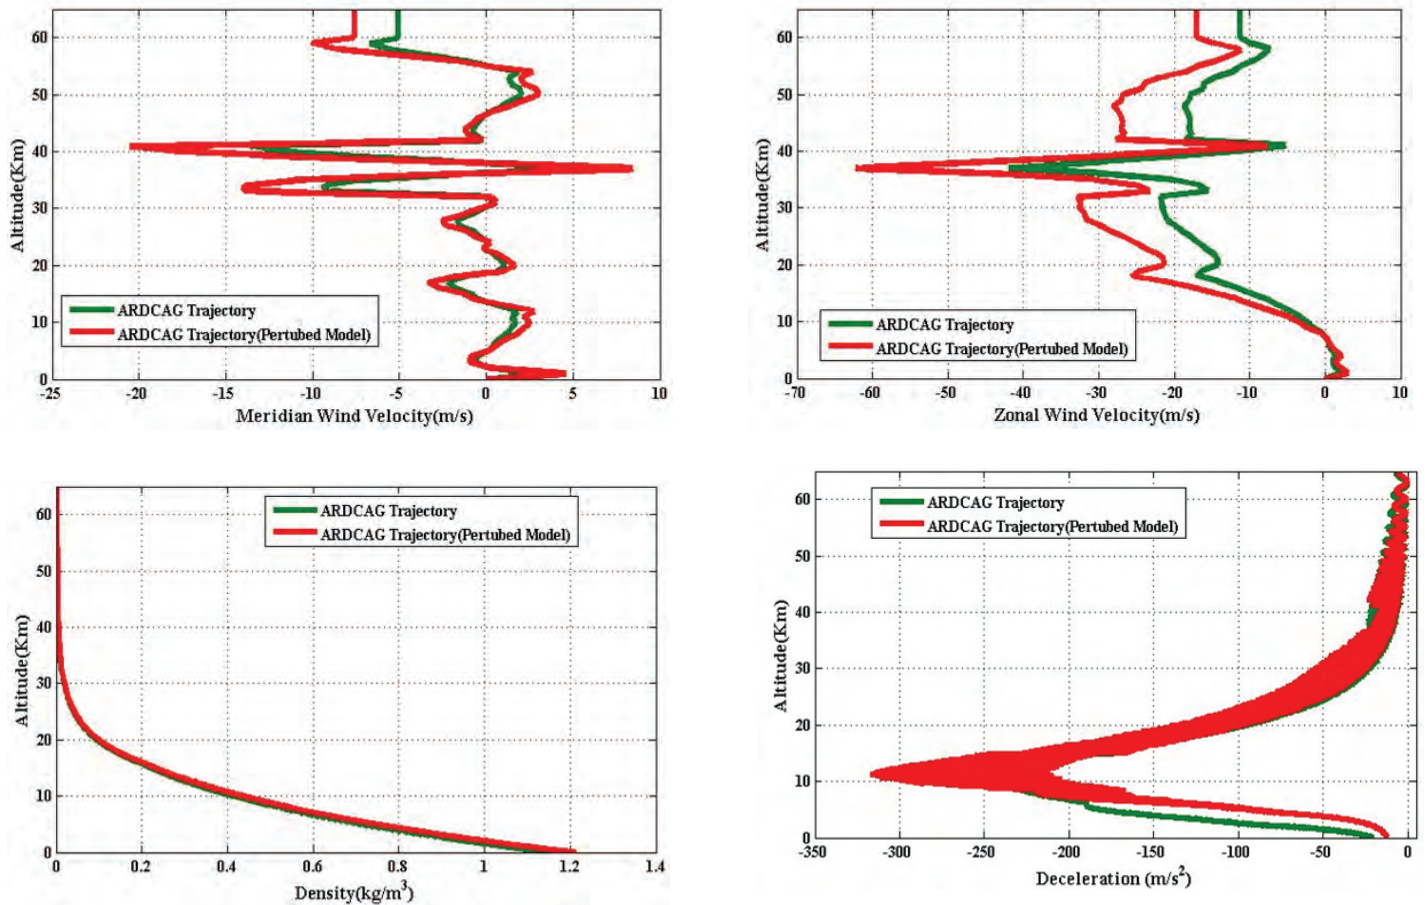 60
50
40
30
20
10
0
Altitude(Km)
ARDCAG Trajectory
ARDCAG Trajectory(Pertubed Model)
-25 -20 -15 -10 -5 0 5 10
Meridian Wind Velocity(m/s)
60
50
40
30
20
10
0
Altitude(Km)
ARDCAG Trajectory
ARDCAG Trajectory(Pertubed Model)
-70 -60 -50 -40 -30 -20 -10 0 10
Zonal Wind Velocity(m/s)
60
50
40
30
20
10
0
Altitude(Km)
ARDCAG Trajectory
ARDCAG Trajectory(Pertubed Model)
0 0.2 0.4 0.6 0.8 1 1.2 1.4
Density(kg/m³)
60
50
40
30
20
10
0
Altitude(Km)
ARDCAG Trajectory
ARDCAG Trajectory(Pertubed Model)
-350 -300 -250 -200 -150 -100 -50 0
Deceleration (m/s²)